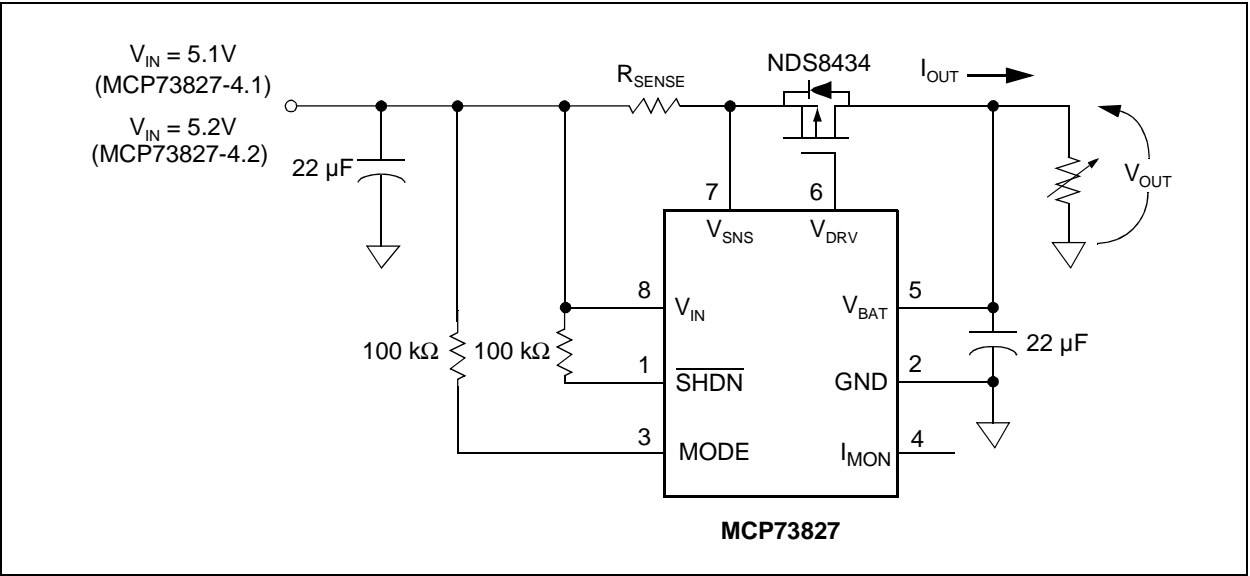 V_IN = 5.1V
(MCP73827-4.1)
V_IN = 5.2V
(MCP73827-4.2)
22 µF
R_SENSE
NDS8434
I_OUT
V_OUT
7
6
V_SNS
V_DRV
8
V_IN
V_BAT
5
100 kΩ
100 kΩ
22 µF
1
SHDN
GND
2
3
MODE
I_MON
4
MCP73827